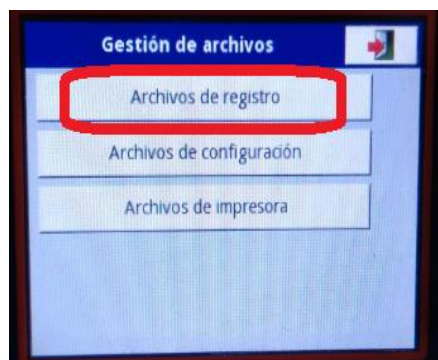 Gestión de archivos
Archivos de registro
Archivos de configuración
Archivos de impresora